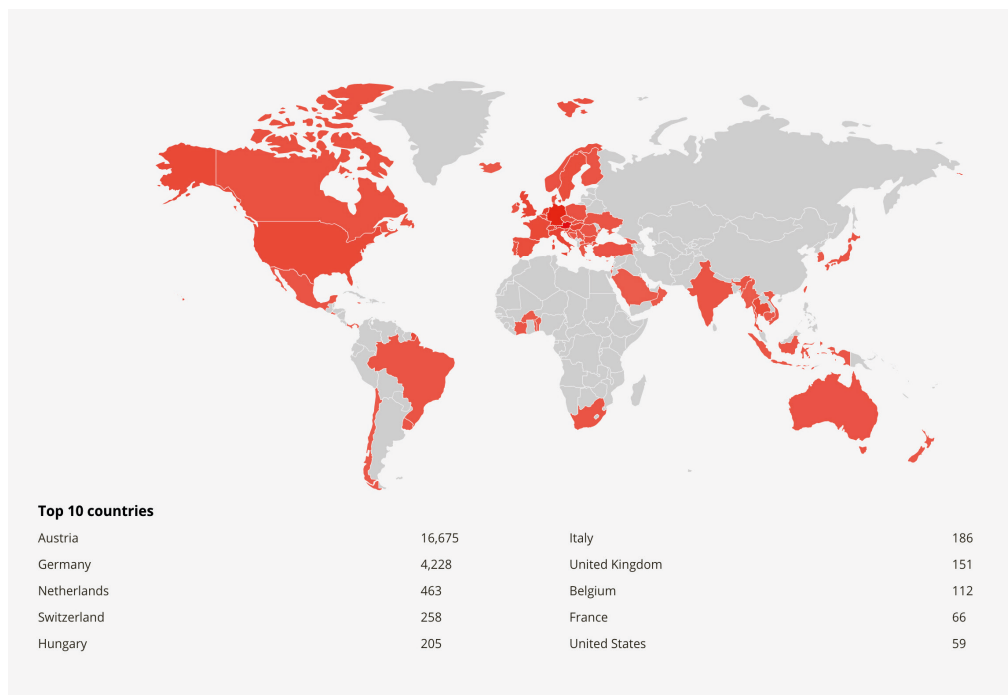 Top 10 countries
Austria 16,675
Germany 4,228
Netherlands 463
Switzerland 258
Hungary 205
Italy 186
United Kingdom 151
Belgium 112
France 66
United States 59